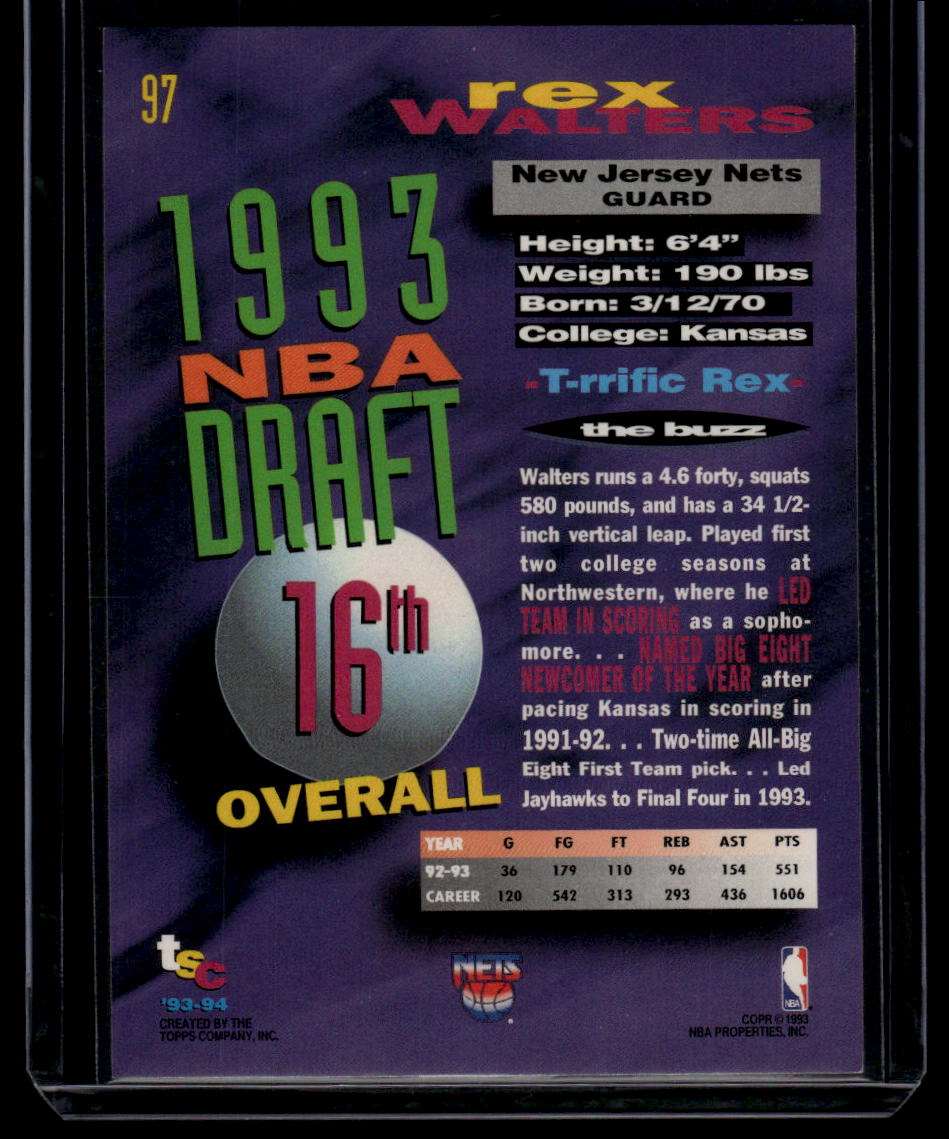 97
rex
WALTERS
New Jersey Nets
GUARD
Height: 6'4"
Weight: 190 lbs
Born: 3/12/70
College: Kansas
-T-rrific Rex-
the buzz
Walters runs a 4.6 forty, squats
580 pounds, and has a 34 1/2-
inch vertical leap. Played first
two college seasons at
Northwestern, where he LED
TEAM IN SCORING as a sopho-
more. . . NAMED BIG EIGHT
NEWCOMER OF THE YEAR after
pacing Kansas in scoring in
1991-92. . . Two-time All-Big
Eight First Team pick. . . Led
Jayhawks to Final Four in 1993.
1993
NBA
DRAFT
16th
OVERALL
YEAR G FG FT REB AST PTS
92-93 36 179 110 96 154 551
CAREER 120 542 313 293 436 1606
tsc
'93-94
CREATED BY THE
TOPPS COMPANY, INC.
NETS
NBA
COPR © 1993
NBA PROPERTIES, INC.